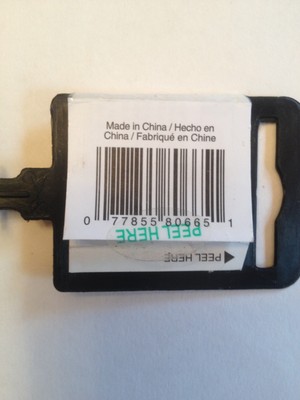 Made in China / Hecho en
China / Fabriqué en Chine
0 77855 80665 1
PEEL HERE
PEEL HERE